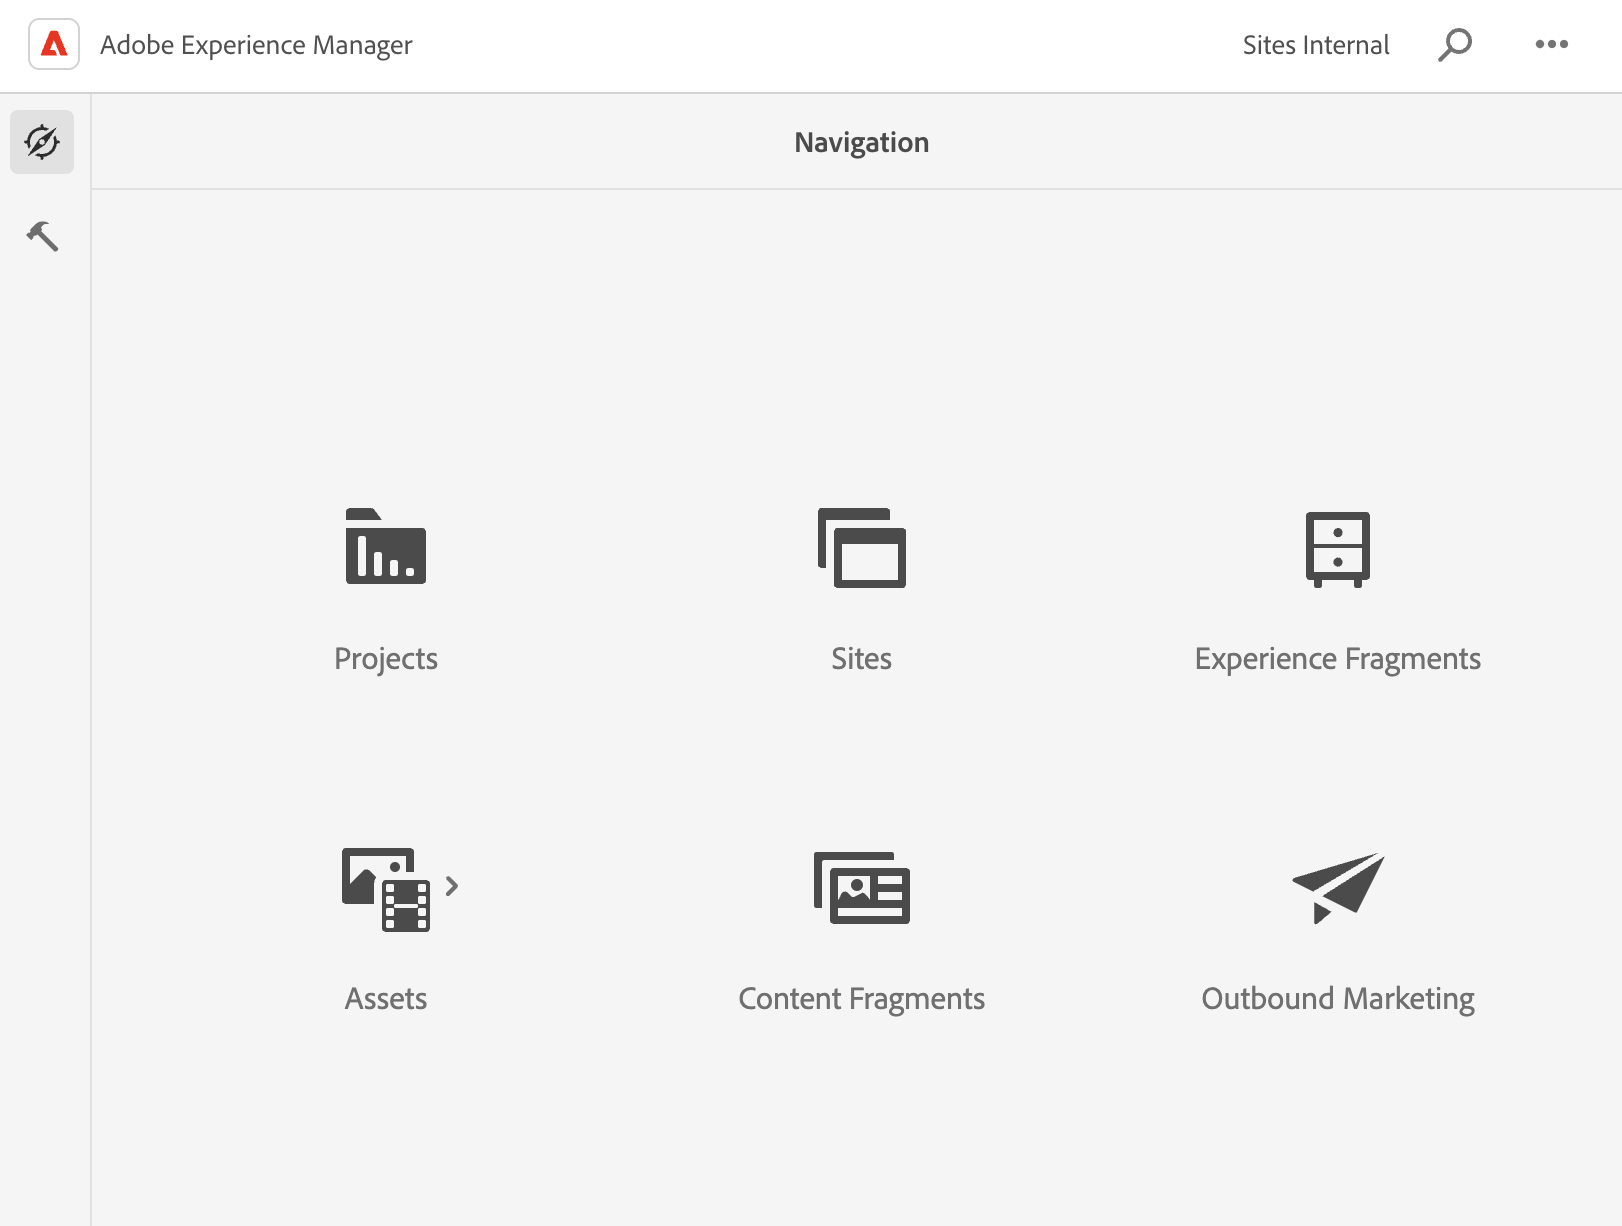 Adobe Experience Manager
Sites Internal
Navigation
Projects
Sites
Experience Fragments
Assets
Content Fragments
Outbound Marketing